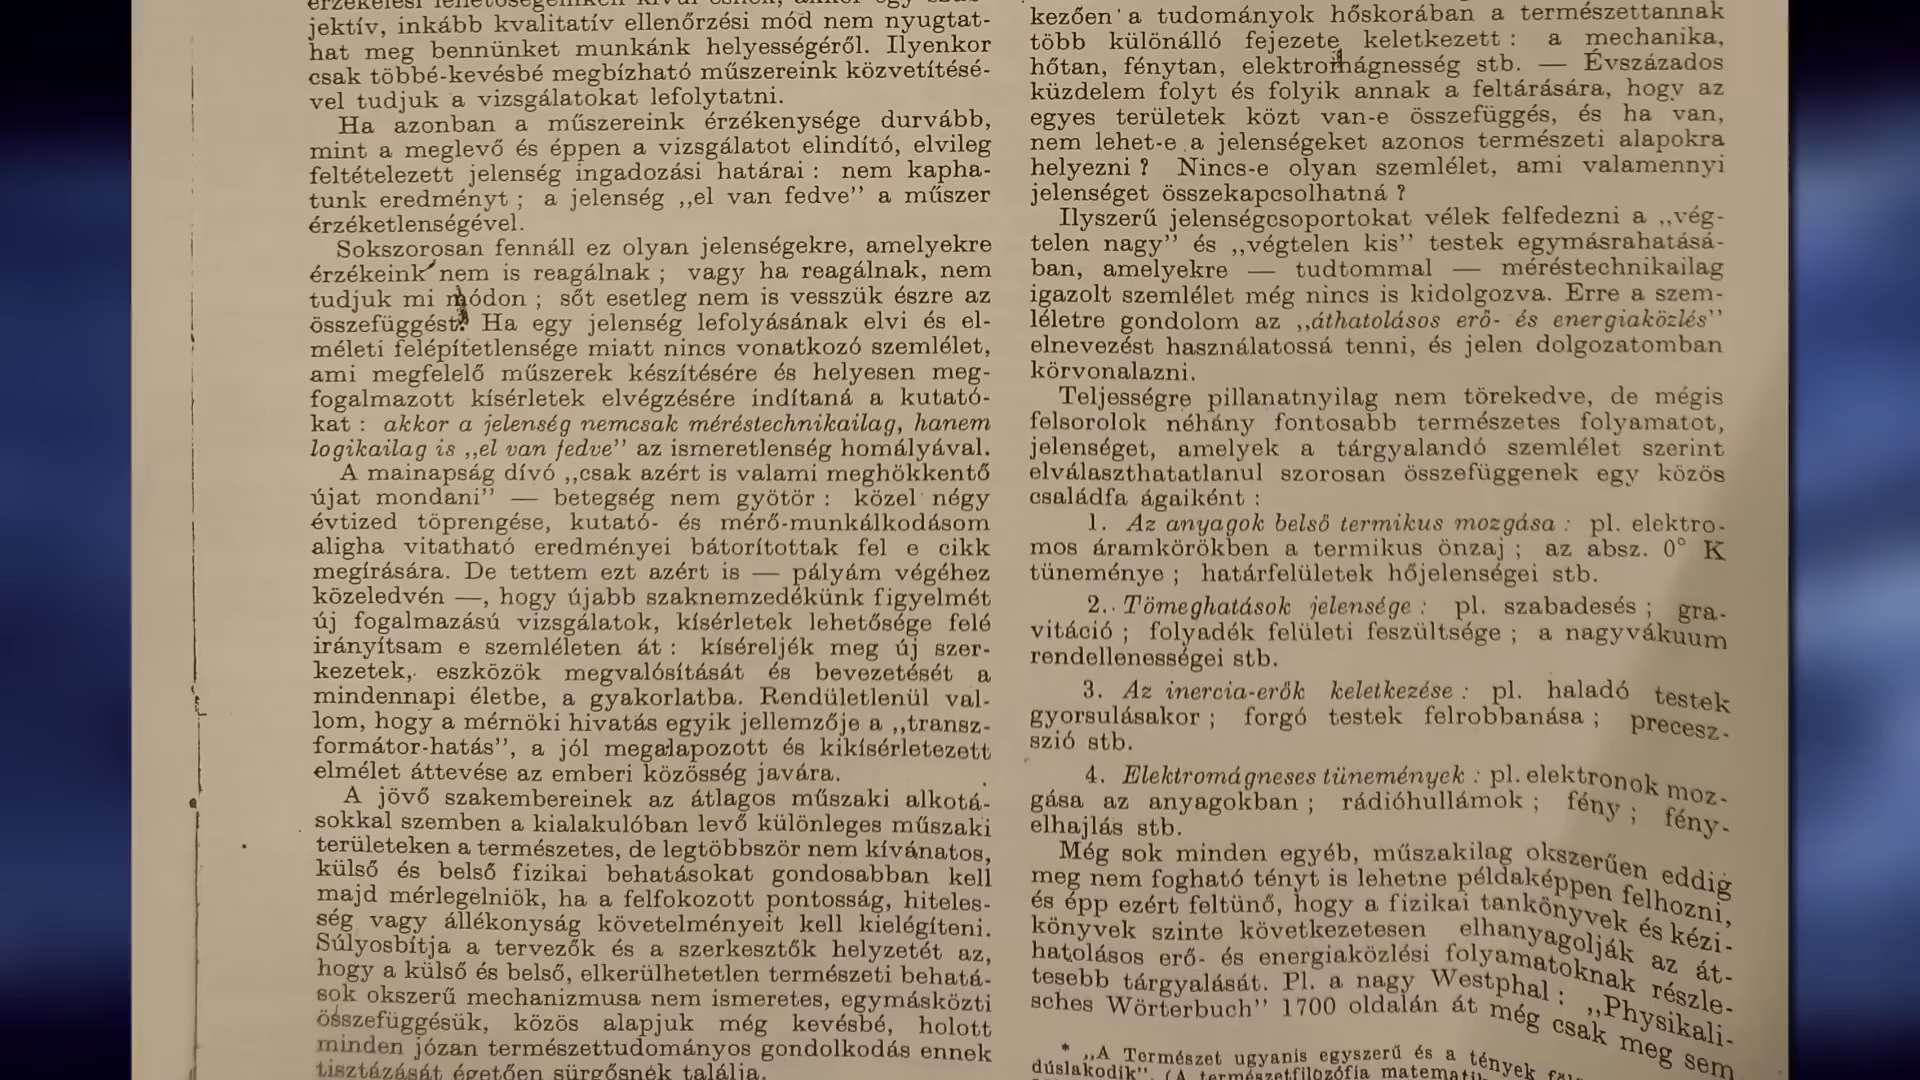 jektív, inkább kvalitatív ellenőrzési mód nem nyugtat-
hat meg bennünket munkánk helyességéről. Ilyenkor
csak többé-kevésbé megbízható műszereink közvetítésé-
vel tudjuk a vizsgálatokat lefolytatni.
Ha azonban a műszereink érzékenysége durvább,
mint a meglevő és éppen a vizsgálatot elindító, elvileg
feltételezett jelenség ingadozási határai : nem kapha-
tunk eredményt ; a jelenség „el van fedve” a műszer
érzéketlenségével.
Sokszorosan fennáll ez olyan jelenségekre, amelyekre
érzékeink nem is reagálnak ; vagy ha reagálnak, nem
tudjuk mi módon ; sőt esetleg nem is vesszük észre az
összefüggést. Ha egy jelenség lefolyásának elvi és el-
méleti felépítetlensége miatt nincs vonatkozó szemlélet,
ami megfelelő műszerek készítésére és helyesen meg-
fogalmazott kísérletek elvégzésére indítaná a kutató-
kat : akkor a jelenség nemcsak méréstechnikailag, hanem
logikailag is „el van fedve” az ismeretlenség homályával.
A mainapság dívó „csak azért is valami meghökkentő
újat mondani” — betegség nem gyötör : közel négy
évtized töprengése, kutató- és mérő-munkálkodásom
aligha vitatható eredményei bátorítottak fel e cikk
megírására. De tettem ezt azért is — pályám végéhez
közeledvén —, hogy újabb szaknemzedékünk figyelmét
új fogalmazású vizsgálatok, kísérletek lehetősége felé
irányítsam e szemléleten át : kíséreljék meg új szer-
kezetek, eszközök megvalósítását és bevezetését a
mindennapi életbe, a gyakorlatba. Rendületlenül val-
lom, hogy a mérnöki hivatás egyik jellemzője a „transz-
formátor-hatás”, a jól megalapozott és kikísérletezett
elmélet áttevése az emberi közösség javára.
A jövő szakembereinek az átlagos műszaki alkotá-
sokkal szemben a kialakulóban levő különleges műszaki
területeken a természetes, de legtöbbször nem kívánatos,
külső és belső fizikai behatásokat gondosabban kell
majd mérlegelniök, ha a felfokozott pontosság, hiteles-
ség vagy állékonyság követelményeit kell kielégíteni.
Súlyosbítja a tervezők és a szerkesztők helyzetét az,
hogy a külső és belső, elkerülhetetlen természeti behatá-
sok okszerű mechanizmusa nem ismeretes, egymásközti
összefüggésük, közös alapjuk még kevésbé, holott
minden józan természettudományos gondolkodás ennek
tisztázását égetően sürgősnek találja.
kezően a tudományok hőskorában a természettannak
több különálló fejezete keletkezett : a mechanika,
hőtan, fénytan, elektromágnesség stb. — Évszázados
küzdelem folyt és folyik annak a feltárására, hogy az
egyes területek közt van-e összefüggés, és ha van,
nem lehet-e a jelenségeket azonos természeti alapokra
helyezni ? Nincs-e olyan szemlélet, ami valamennyi
jelenséget összekapcsolhatná ?
Ilyszerű jelenségcsoportokat vélek felfedezni a „vég-
telen nagy” és „végtelen kis” testek egymásrahatásá-
ban, amelyekre — tudtommal — méréstechnikailag
igazolt szemlélet még nincs is kidolgozva. Erre a szem-
léletre gondolom az „áthatolásos erő- és energiaközlés”
elnevezést használatossá tenni, és jelen dolgozatomban
körvonalazni.
Teljességre pillanatnyilag nem törekedve, de mégis
felsorolok néhány fontosabb természetes folyamatot,
jelenséget, amelyek a tárgyalandó szemlélet szerint
elválaszthatatlanul szorosan összefüggenek egy közös
családfa ágaiként :
1. Az anyagok belső termikus mozgása : pl. elektro-
mos áramkörökben a termikus önzaj ; az absz. 0° K
tüneménye ; határfelületek hőjelenségei stb.
2. Tömeghatások jelensége : pl. szabadesés ; gra-
vitáció ; folyadék felületi feszültsége ; a nagyvákuum
rendellenességei stb.
3. Az inercia-erők keletkezése : pl. haladó testek
gyorsulásakor ; forgó testek felrobbanása ; precesz-
szió stb.
4. Elektromágneses tünemények : pl. elektronok moz-
gása az anyagokban ; rádióhullámok ; fény ; fény-
elhajlás stb.
Még sok minden egyéb, műszakilag okszerűen eddig
meg nem fogható tényt is lehetne példaképpen felhozni,
és épp ezért feltünő, hogy a fizikai tankönyvek és kézi-
könyvek szinte következetesen elhanyagolják az át-
hatolásos erő- és energiaközlési folyamatoknak részle-
tesebb tárgyalását. Pl. a nagy Westphal : „Physikali-
sches Wörterbuch” 1700 oldalán át még csak meg sem
* „A Természet ugyanis egyszerű és a tények
dúslakodik”. (A természetfilozófia